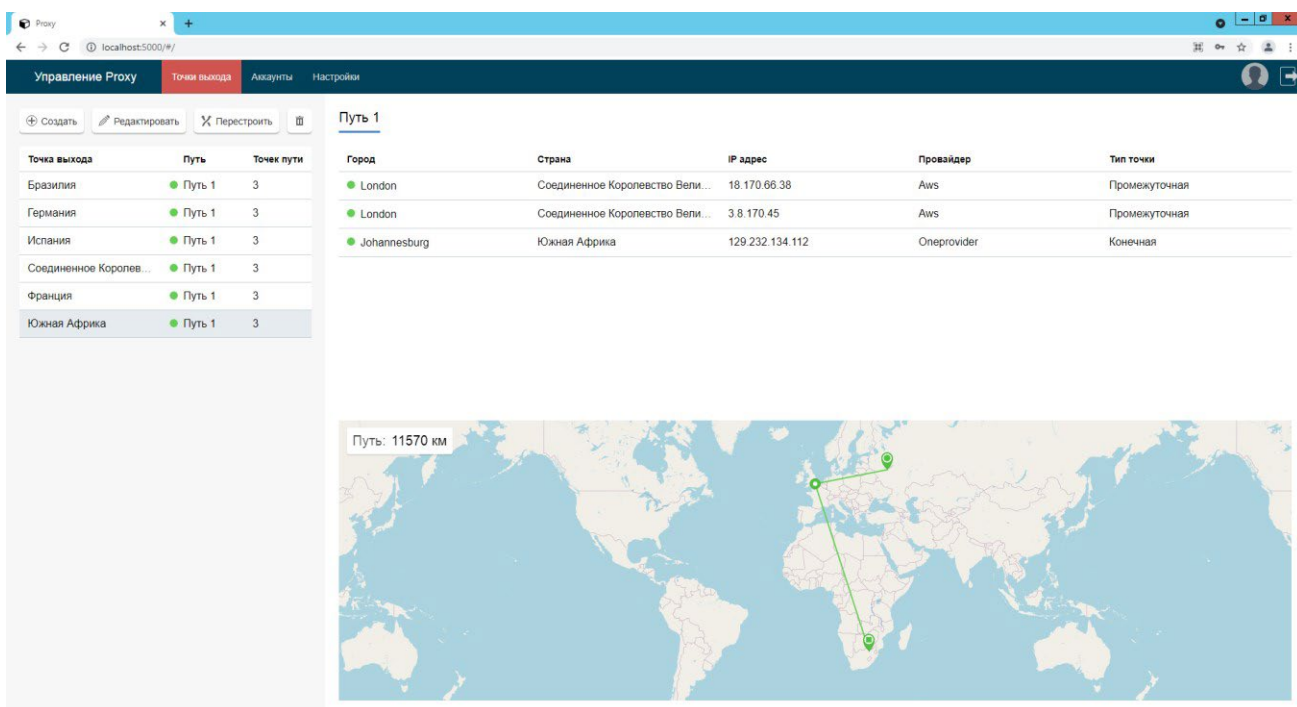 Proxy
localhost:5000/#/
Управление Proxy Точки выхода Аккаунты Настройки
Создать Редактировать Перестроить
Точка выхода Путь Точек пути
Бразилия Путь 1 3
Германия Путь 1 3
Испания Путь 1 3
Соединенное Королев... Путь 1 3
Франция Путь 1 3
Южная Африка Путь 1 3
Путь 1
Город Страна IP адрес Провайдер Тип точки
London Соединенное Королевство Вели... 18.170.66.38 Aws Промежуточная
London Соединенное Королевство Вели... 3.8.170.45 Aws Промежуточная
Johannesburg Южная Африка 129.232.134.112 Oneprovider Конечная
Путь: 11570 км